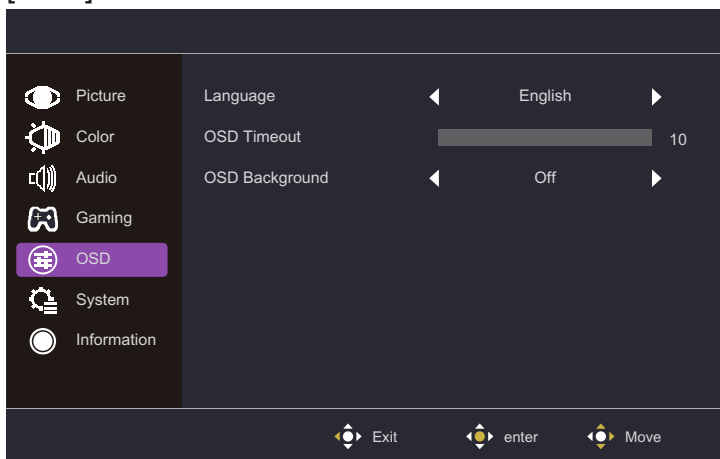 Picture
Language English
Color
OSD Timeout 10
Audio
OSD Background Off
Gaming
OSD
System
Information
Exit enter Move